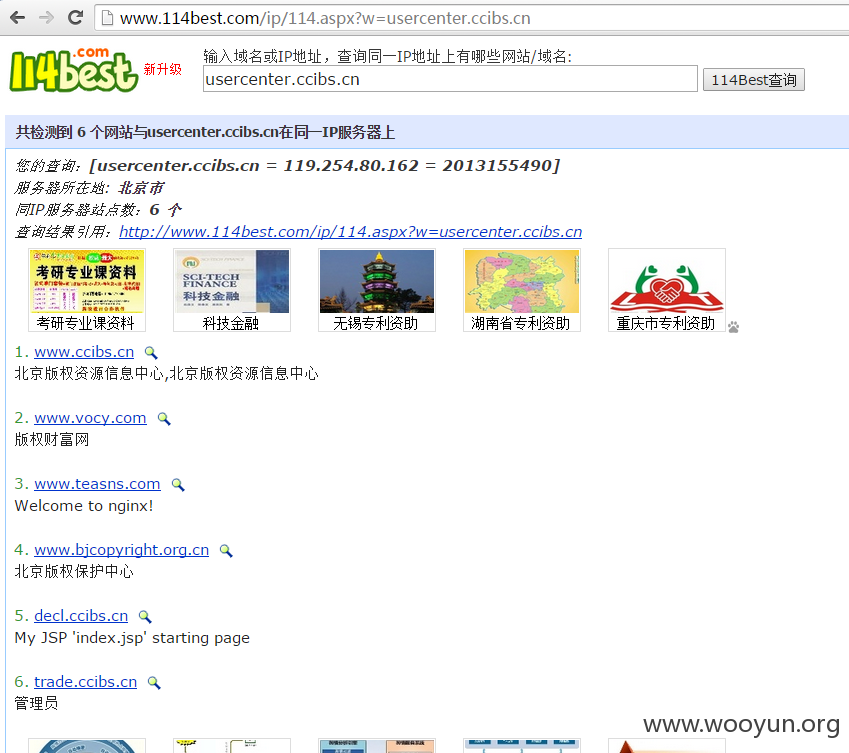 www.114best.com/ip/114.aspx?w=usercenter.ccibs.cn
114best.com
新升级
输入域名或IP地址，查询同一IP地址上有哪些网站/域名:
usercenter.ccibs.cn
114Best查询
共检测到 6 个网站与usercenter.ccibs.cn在同一IP服务器上
您的查询：[usercenter.ccibs.cn = 119.254.80.162 = 2013155490]
服务器所在地: 北京市
同IP服务器站点数：6 个
查询结果引用：http://www.114best.com/ip/114.aspx?w=usercenter.ccibs.cn
考研专业课资料
SCI-TECH
FINANCE
科技金融
考研专业课资料
科技金融
无锡专利资助
湖南省专利资助
重庆市专利资助
1. www.ccibs.cn
北京版权资源信息中心,北京版权资源信息中心
2. www.vocy.com
版权财富网
3. www.teasns.com
Welcome to nginx!
4. www.bjcopyright.org.cn
北京版权保护中心
5. decl.ccibs.cn
My JSP 'index.jsp' starting page
6. trade.ccibs.cn
管理员
www.wooyun.org